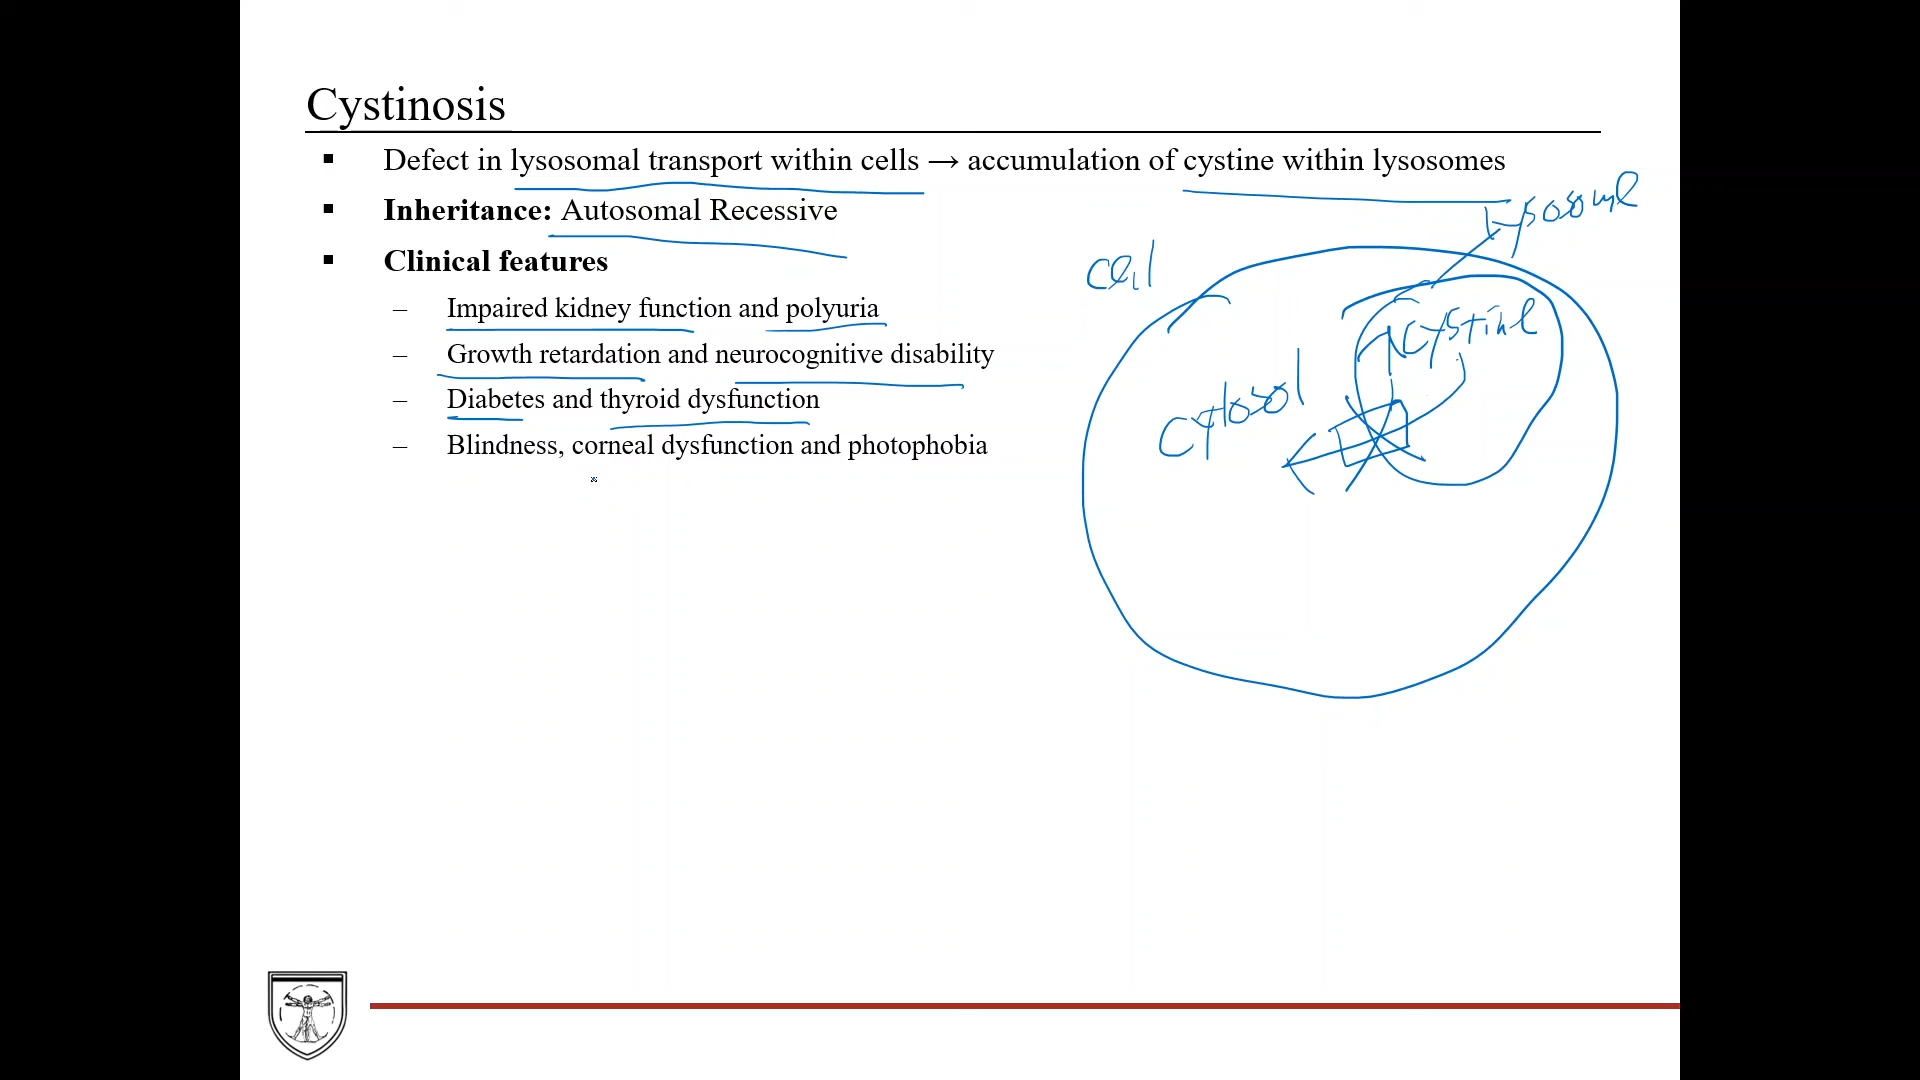 Cystinosis
▪ Defect in lysosomal transport within cells → accumulation of cystine within lysosomes
▪ Inheritance: Autosomal Recessive
▪ Clinical features
– Impaired kidney function and polyuria
– Growth retardation and neurocognitive disability
– Diabetes and thyroid dysfunction
– Blindness, corneal dysfunction and photophobia
Lysosome
Cell
↑Cystine
Cytosol